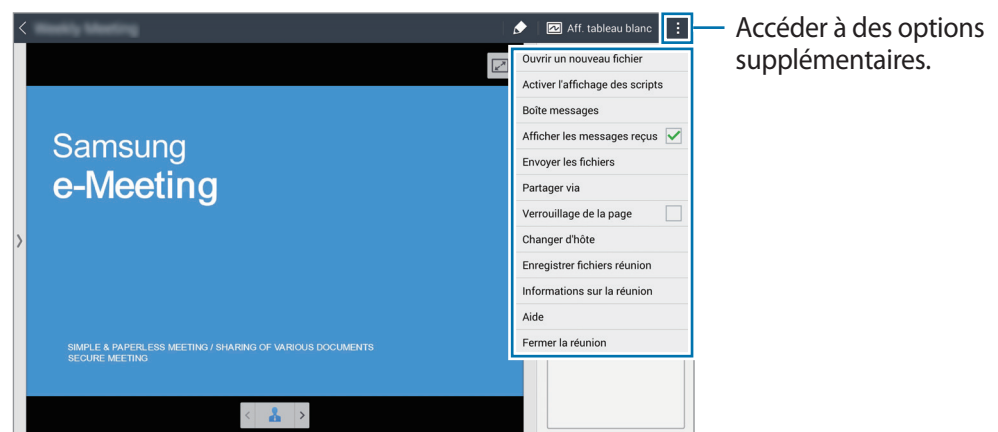 Aff. tableau blanc
Accéder à des options
supplémentaires.
Ouvrir un nouveau fichier
Activer l'affichage des scripts
Boîte messages
Afficher les messages reçus
Envoyer les fichiers
Partager via
Verrouillage de la page
Changer d'hôte
Enregistrer fichiers réunion
Informations sur la réunion
Aide
Fermer la réunion
Samsung
e-Meeting
SIMPLE & PAPERLESS MEETING / SHARING OF VARIOUS DOCUMENTS
SECURE MEETING